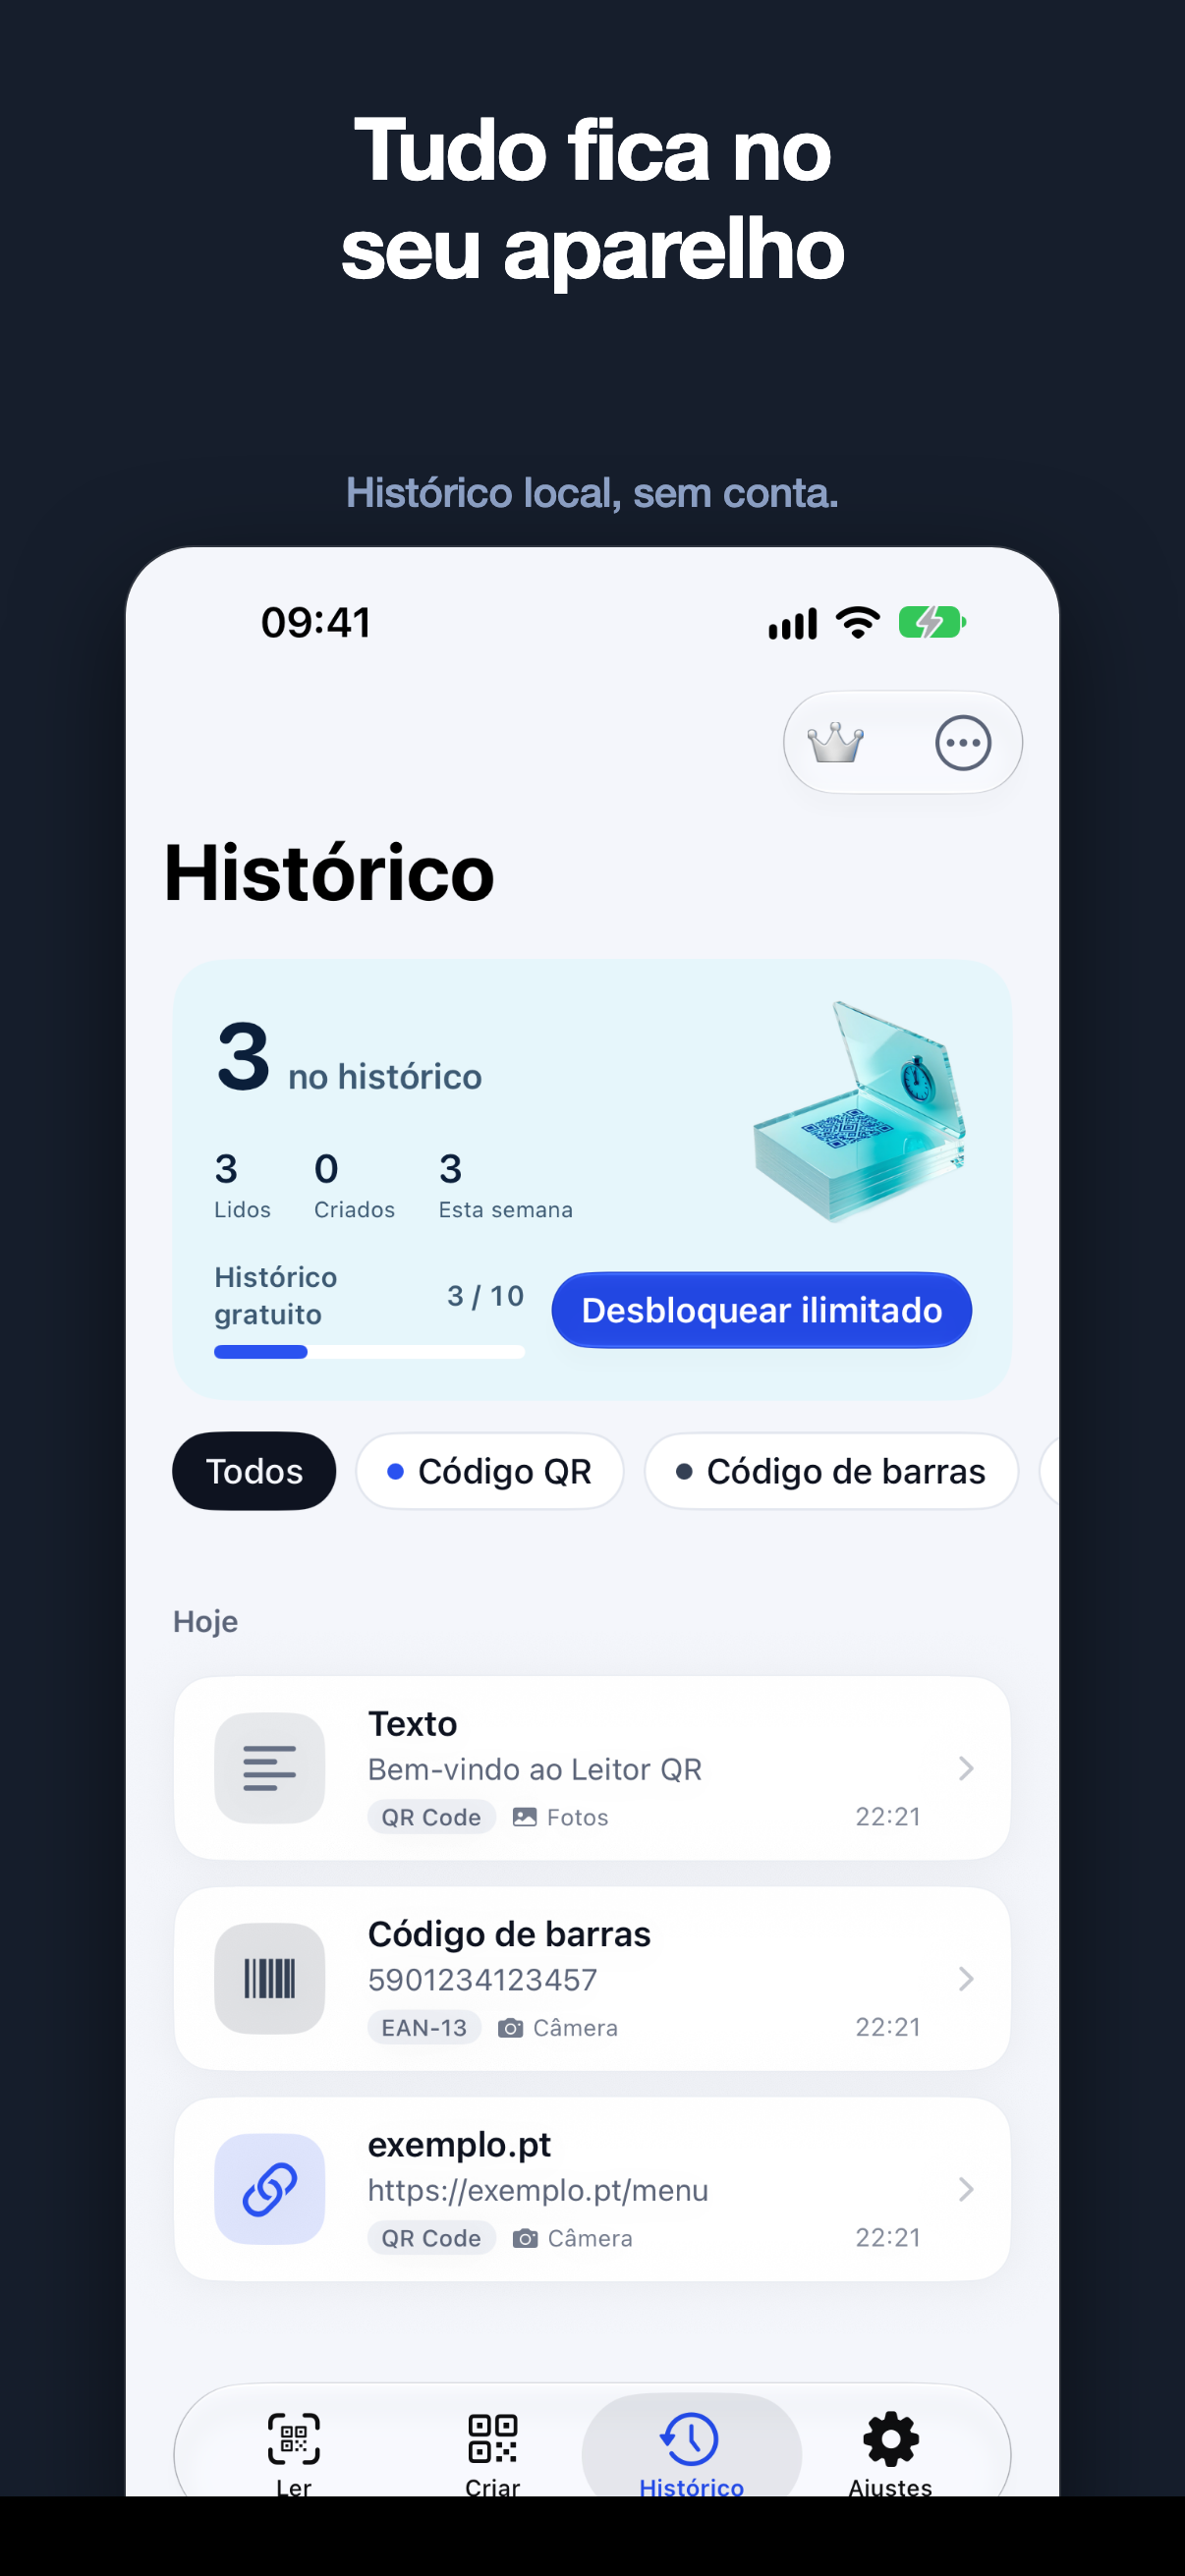 Tudo fica no
seu aparelho
Histórico local, sem conta.
09:41
Histórico
3 no histórico
3 0 3
Lidos Criados Esta semana
Histórico
gratuito
3 / 10
Desbloquear ilimitado
Todos
Código QR
Código de barras
Hoje
Texto
Bem-vindo ao Leitor QR
QR Code Fotos 22:21
Código de barras
5901234123457
EAN-13 Câmera 22:21
exemplo.pt
https://exemplo.pt/menu
QR Code Câmera 22:21
Ler Criar Histórico Ajustes